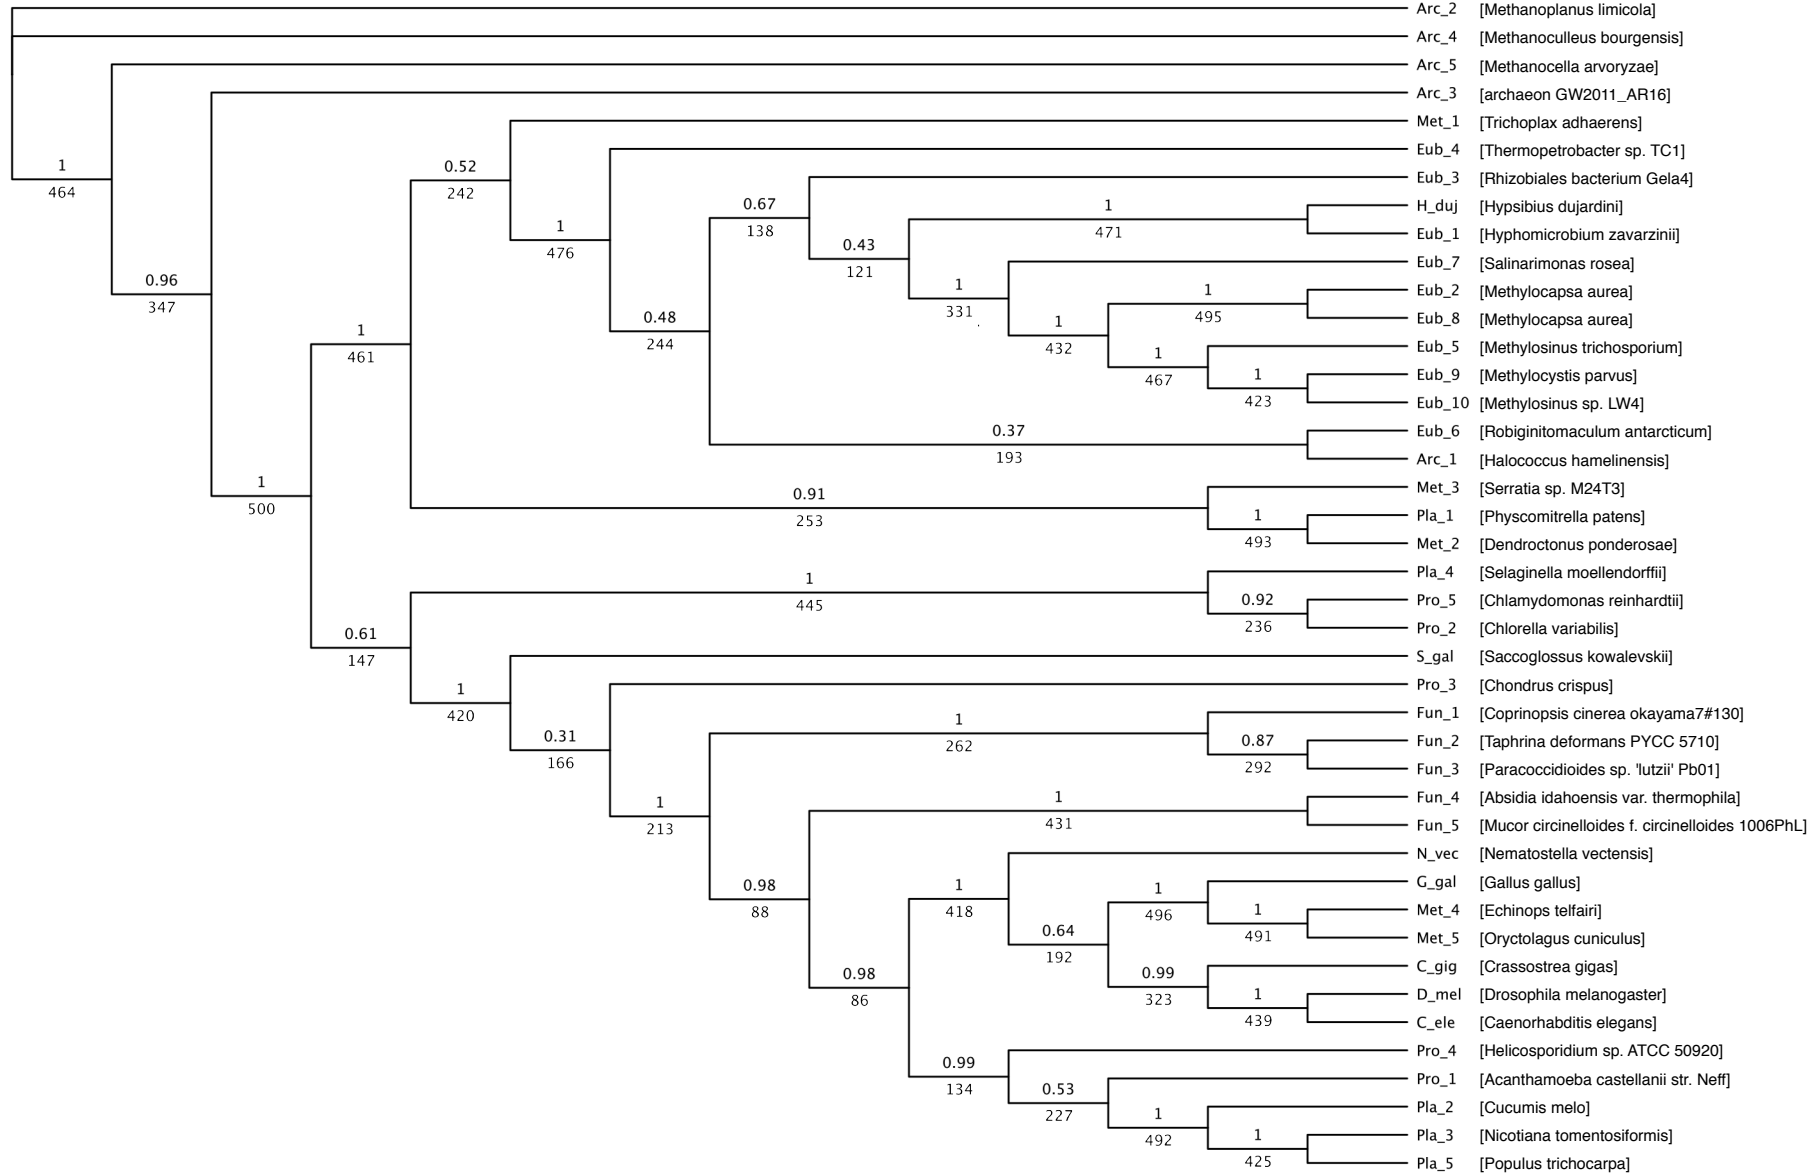 Arc_2 [Methanoplanus limicola]
Arc_4 [Methanoculleus bourgensis]
Arc_5 [Methanocella arvoryzae]
Arc_3 [archaeon GW2011_AR16]
Met_1 [Trichoplax adhaerens]
Eub_4 [Thermopetrobacter sp. TC1]
1
464
0.52
242
Eub_3 [Rhizobiales bacterium Gela4]
0.67
138
1
471
H_duj [Hypsibius dujardini]
Eub_1 [Hyphomicrobium zavarzinii]
1
476
0.43
121
Eub_7 [Salinarimonas rosea]
0.96
347
1
331
1
495
Eub_2 [Methylocapsa aurea]
Eub_8 [Methylocapsa aurea]
0.48
244
1
432
1
461
Eub_5 [Methylosinus trichosporium]
1
467
Eub_9 [Methylocystis parvus]
1
423
Eub_10 [Methylosinus sp. LW4]
0.37
193
Eub_6 [Robiginitomaculum antarcticum]
Arc_1 [Halococcus hamelinensis]
1
500
0.91
253
Met_3 [Serratia sp. M24T3]
Pla_1 [Physcomitrella patens]
1
493
Met_2 [Dendroctonus ponderosae]
1
445
Pla_4 [Selaginella moellendorffii]
0.92
236
Pro_5 [Chlamydomonas reinhardtii]
Pro_2 [Chlorella variabilis]
0.61
147
S_gal [Saccoglossus kowalevskii]
1
420
Pro_3 [Chondrus crispus]
0.31
166
1
262
Fun_1 [Coprinopsis cinerea okayama7#130]
0.87
292
Fun_2 [Taphrina deformans PYCC 5710]
Fun_3 [Paracoccidioides sp. 'lutzii' Pb01]
1
213
1
431
Fun_4 [Absidia idahoensis var. thermophila]
Fun_5 [Mucor circinelloides f. circinelloides 1006PhL]
N_vec [Nematostella vectensis]
0.98
88
1
418
1
496
G_gal [Gallus gallus]
Met_4 [Echinops telfairi]
1
491
Met_5 [Oryctolagus cuniculus]
0.64
192
0.98
86
0.99
323
C_gig [Crassostrea gigas]
D_mel [Drosophila melanogaster]
1
439
C_ele [Caenorhabditis elegans]
0.99
134
Pro_4 [Helicosporidium sp. ATCC 50920]
0.53
227
Pro_1 [Acanthamoeba castellanii str. Neff]
1
492
Pla_2 [Cucumis melo]
1
425
Pla_3 [Nicotiana tomentosiformis]
Pla_5 [Populus trichocarpa]